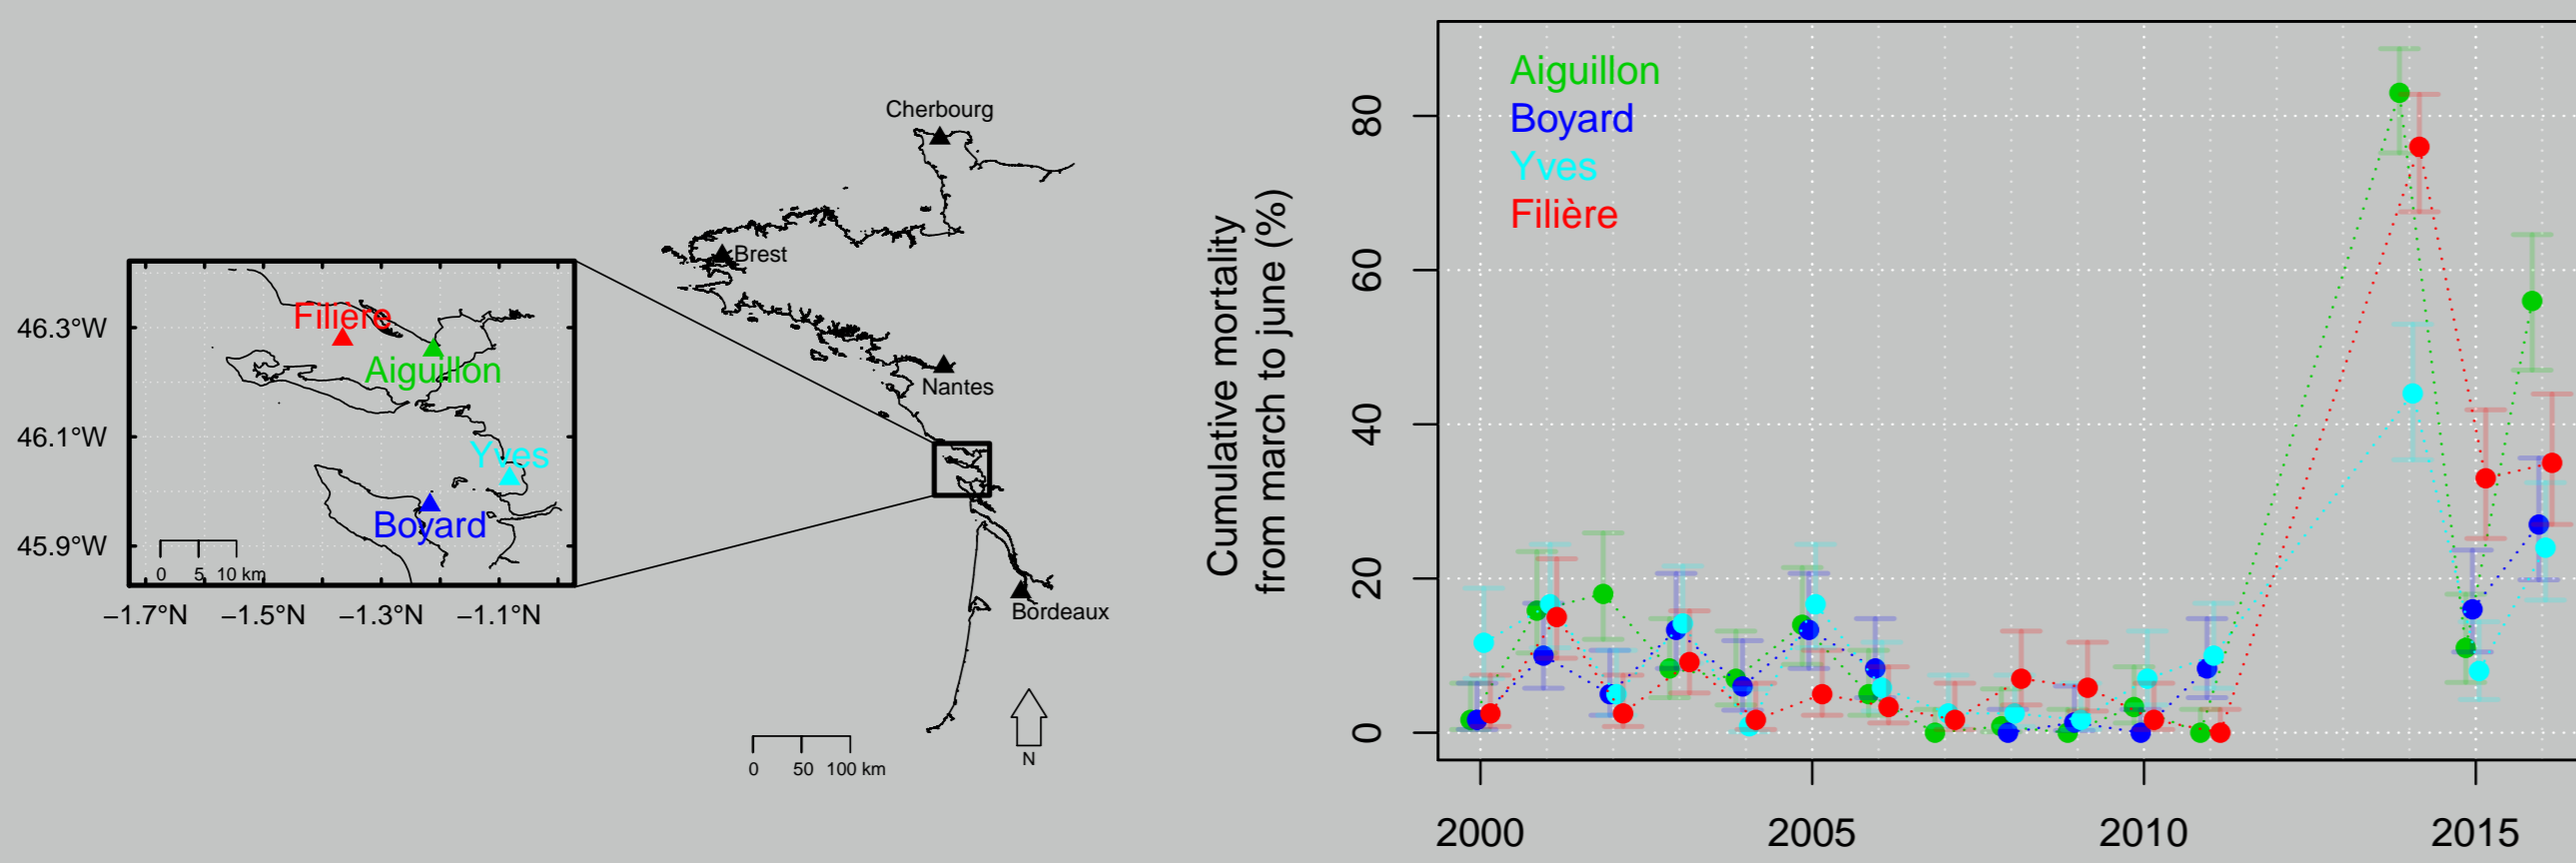 Cherbourg
Brest
Nantes
Bordeaux
0 50 100 km
N
46.3°W
46.1°W
45.9°W
−1.7°N −1.5°N −1.3°N −1.1°N
Filière
Aiguillon
Yves
Boyard
0 5 10 km
Cumulative mortality
from march to june (%)
80
60
40
20
0
Aiguillon
Boyard
Yves
Filière
2000 2005 2010 2015